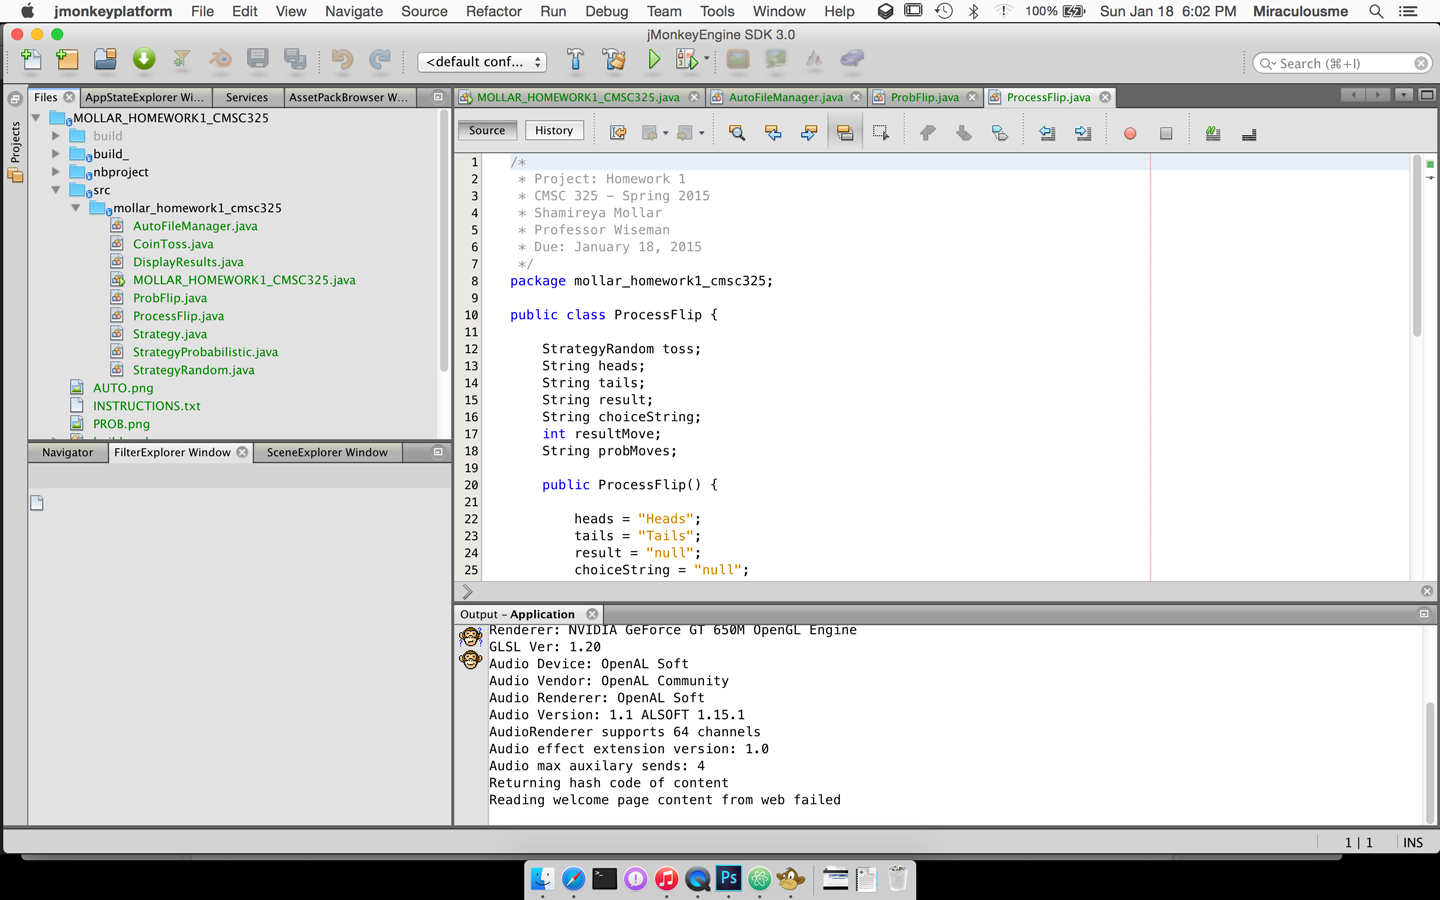 jmonkeyplatform File Edit View Navigate Source Refactor Run Debug Team Tools Window Help 100% Sun Jan 18 6:02 PM Miraculousme
jMonkeyEngine SDK 3.0
<default conf... Search (⌘+I)
Files AppStateExplorer Wi... Services AssetPackBrowser W...
MOLLAR_HOMEWORK1_CMSC325.java AutoFileManager.java ProbFlip.java ProcessFlip.java
Projects
MOLLAR_HOMEWORK1_CMSC325
build
build_
nbproject
src
mollar_homework1_cmsc325
AutoFileManager.java
CoinToss.java
DisplayResults.java
MOLLAR_HOMEWORK1_CMSC325.java
ProbFlip.java
ProcessFlip.java
Strategy.java
StrategyProbabilistic.java
StrategyRandom.java
AUTO.png
INSTRUCTIONS.txt
PROB.png
Navigator FilterExplorer Window SceneExplorer Window
Source History
1 /*
2 * Project: Homework 1
3 * CMSC 325 - Spring 2015
4 * Shamireya Mollar
5 * Professor Wiseman
6 * Due: January 18, 2015
7 */
8 package mollar_homework1_cmsc325;
9
10 public class ProcessFlip {
11
12 StrategyRandom toss;
13 String heads;
14 String tails;
15 String result;
16 String choiceString;
17 int resultMove;
18 String probMoves;
19
20 public ProcessFlip() {
21
22 heads = "Heads";
23 tails = "Tails";
24 result = "null";
25 choiceString = "null";
Output - Application
Renderer: NVIDIA GeForce GT 650M OpenGL Engine
GLSL Ver: 1.20
Audio Device: OpenAL Soft
Audio Vendor: OpenAL Community
Audio Renderer: OpenAL Soft
Audio Version: 1.1 ALSOFT 1.15.1
AudioRenderer supports 64 channels
Audio effect extension version: 1.0
Audio max auxilary sends: 4
Returning hash code of content
Reading welcome page content from web failed
1 | 1 INS
Ps